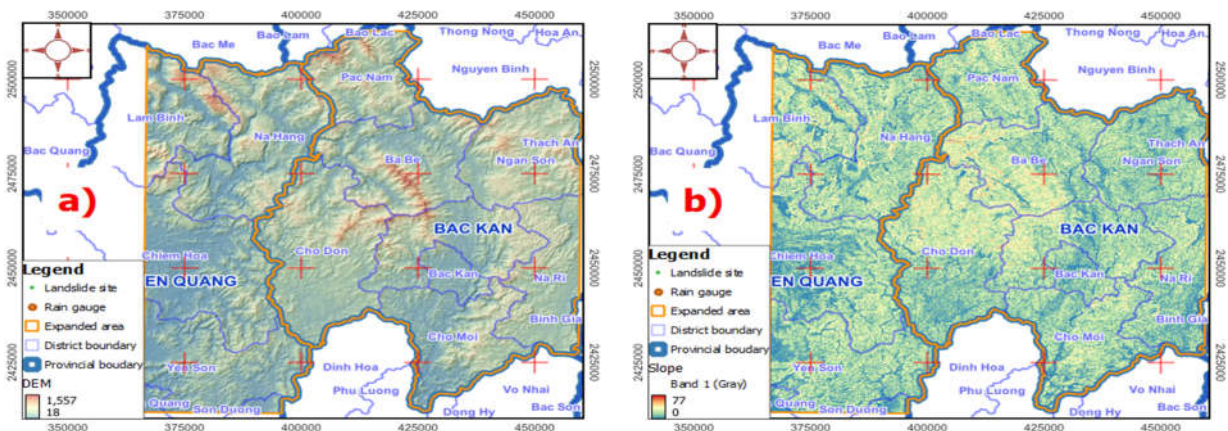 350000 375000 400000 425000 450000
Bao Lam Bao Lac Thong Nong Hoa An
Bac Me
Pac Nam Nguyen Binh
2500000 2500000
Lam Binh
Na Hang
Thach An
Bac Quang
Ba Be Ngan Son
2475000 2475000
a)
BAC KAN
Chiem Hoa Cho Don
Legend
EN QUANG Bac Kan Na Ri
2450000 2450000
Landslide site
Rain gauge
Expanded area
Binh Gia
District boundary
Cho Moi
Provincial boudary
Yen Son
2425000 2425000
Dinh Hoa
DEM
Phu Luong Vo Nhai
1,557
18
Quang Son Duong Bac Son
Dong Hy
350000 375000 400000 425000 450000
350000 375000 400000 425000 450000
Bao Lam Bao Lac Thong Nong Hoa An
Bac Me
Pac Nam Nguyen Binh
2500000 2500000
Lam Binh
Na Hang
Thach An
Bac Quang
Ba Be Ngan Son
2475000 2475000
b)
BAC KAN
Chiem Hoa Cho Don
Legend
EN QUANG Bac Kan Na Ri
2450000 2450000
Landslide site
Rain gauge
Expanded area
Binh Gia
District boundary
Cho Moi
Provincial boudary
Yen Son
2425000 2425000
Slope
Dinh Hoa
Band 1 (Gray)
Phu Luong Vo Nhai
77
0
Quang Son Duong Bac Son
Dong Hy
350000 375000 400000 425000 450000